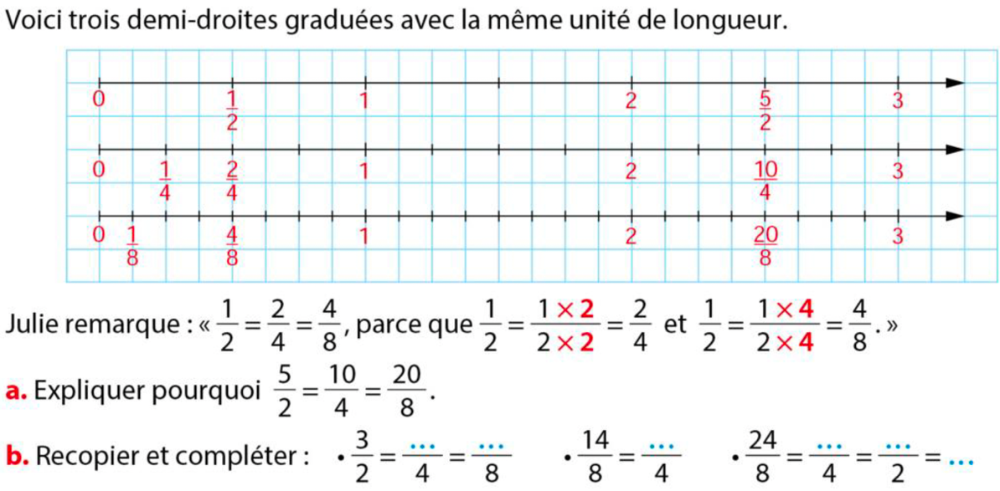 Voici trois demi-droites graduées avec la même unité de longueur.
0 1/2 1 2 5/2 3
0 1/4 2/4 1 2 10/4 3
0 1/8 4/8 1 2 20/8 3
Julie remarque : « 1/2 = 2/4 = 4/8, parce que 1/2 = (1 × 2)/(2 × 2) = 2/4 et 1/2 = (1 × 4)/(2 × 4) = 4/8. »
a. Expliquer pourquoi 5/2 = 10/4 = 20/8.
b. Recopier et compléter : • 3/2 = .../4 = .../8 • 14/8 = .../4 • 24/8 = .../4 = .../2 = ...